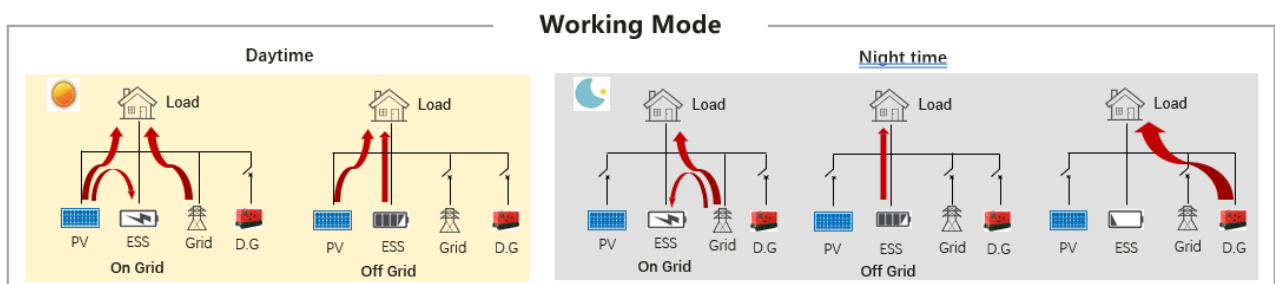 Working Mode
Daytime
Night time
Load
Load
Load
Load
Load
PV
ESS
Grid
D.G
On Grid
PV
ESS
Grid
D.G
Off Grid
PV
ESS
Grid
D.G
On Grid
PV
ESS
Grid
D.G
Off Grid
PV
ESS
Grid
D.G